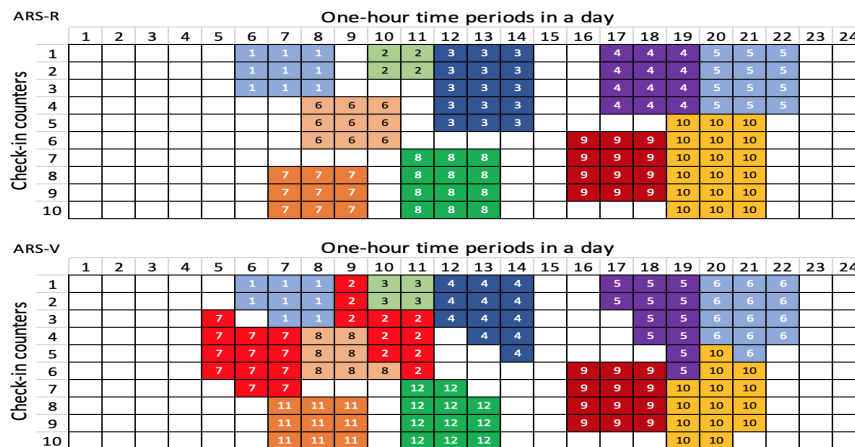 ARS-R One-hour time periods in a day
1 2 3 4 5 6 7 8 9 10 11 12 13 14 15 16 17 18 19 20 21 22 23 24
Check-in counters
1 1 1 1 2 2 3 3 3 4 4 4 5 5 5
2 1 1 1 2 2 3 3 3 4 4 4 5 5 5
3 1 1 1 3 3 3 4 4 4 5 5 5
4 6 6 6 3 3 3 4 4 4 5 5 5
5 6 6 6 3 3 3 10 10 10
6 6 6 6 9 9 9 10 10 10
7 8 8 8 9 9 9 10 10 10
8 7 7 7 8 8 8 9 9 9 10 10 10
9 7 7 7 8 8 8 9 9 9 10 10 10
10 7 7 7 8 8 8 10 10 10
ARS-V One-hour time periods in a day
1 2 3 4 5 6 7 8 9 10 11 12 13 14 15 16 17 18 19 20 21 22 23 24
Check-in counters
1 1 1 1 2 3 3 4 4 4 5 5 5 6 6 6
2 1 1 1 2 3 3 4 4 4 5 5 5 6 6 6
3 7 1 1 2 2 2 4 4 4 5 5 6 6 6
4 7 7 7 8 8 2 2 4 4 5 5 6 6 6
5 7 7 7 8 8 2 2 4 5 10 6
6 7 7 7 8 8 8 2 9 9 9 5 10 10
7 7 7 12 12 9 9 9 10 10 10
8 11 11 11 12 12 12 9 9 9 10 10 10
9 11 11 11 12 12 12 9 9 9 10 10 10
10 11 11 11 12 12 12 10 10